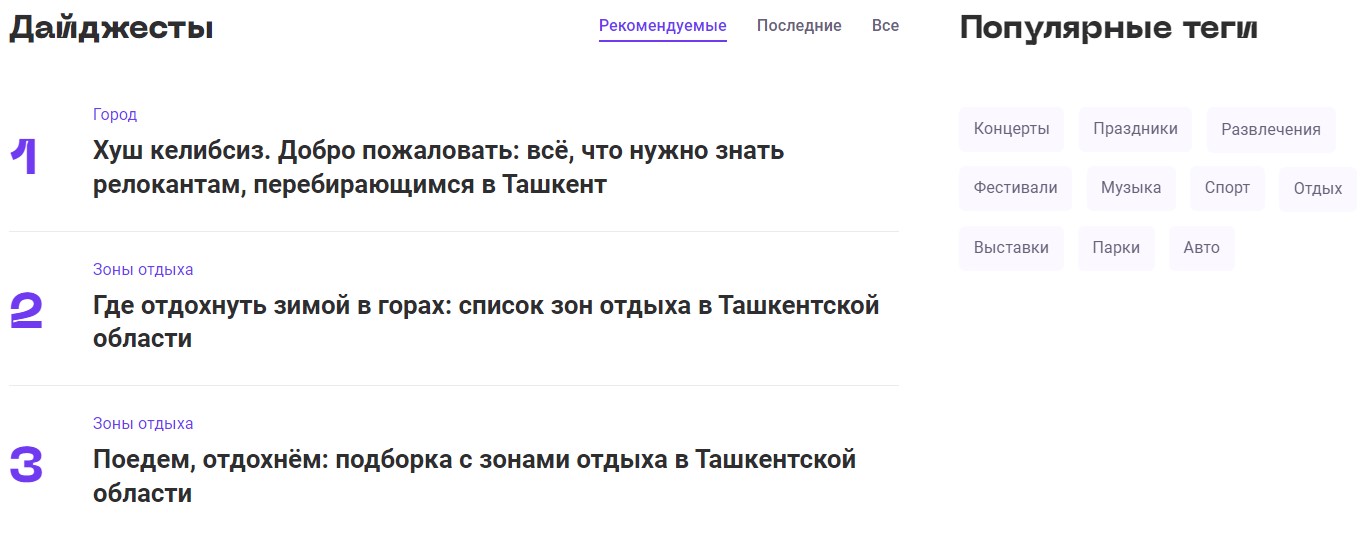 Дайджесты
Рекомендуемые Последние Все
1
Город
Хуш келибсиз. Добро пожаловать: всё, что нужно знать
релокантам, перебирающимся в Ташкент
2
Зоны отдыха
Где отдохнуть зимой в горах: список зон отдыха в Ташкентской
области
3
Зоны отдыха
Поедем, отдохнём: подборка с зонами отдыха в Ташкентской
области
Популярные теги
Концерты Праздники Развлечения
Фестивали Музыка Спорт Отдых
Выставки Парки Авто